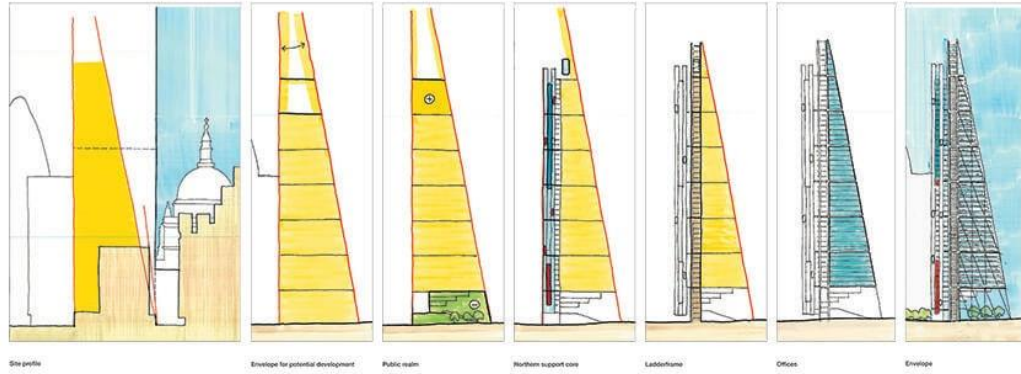 Site profile
Envelope for potential development
Public realm
Northern support core
Ladderframe
Offices
Envelope